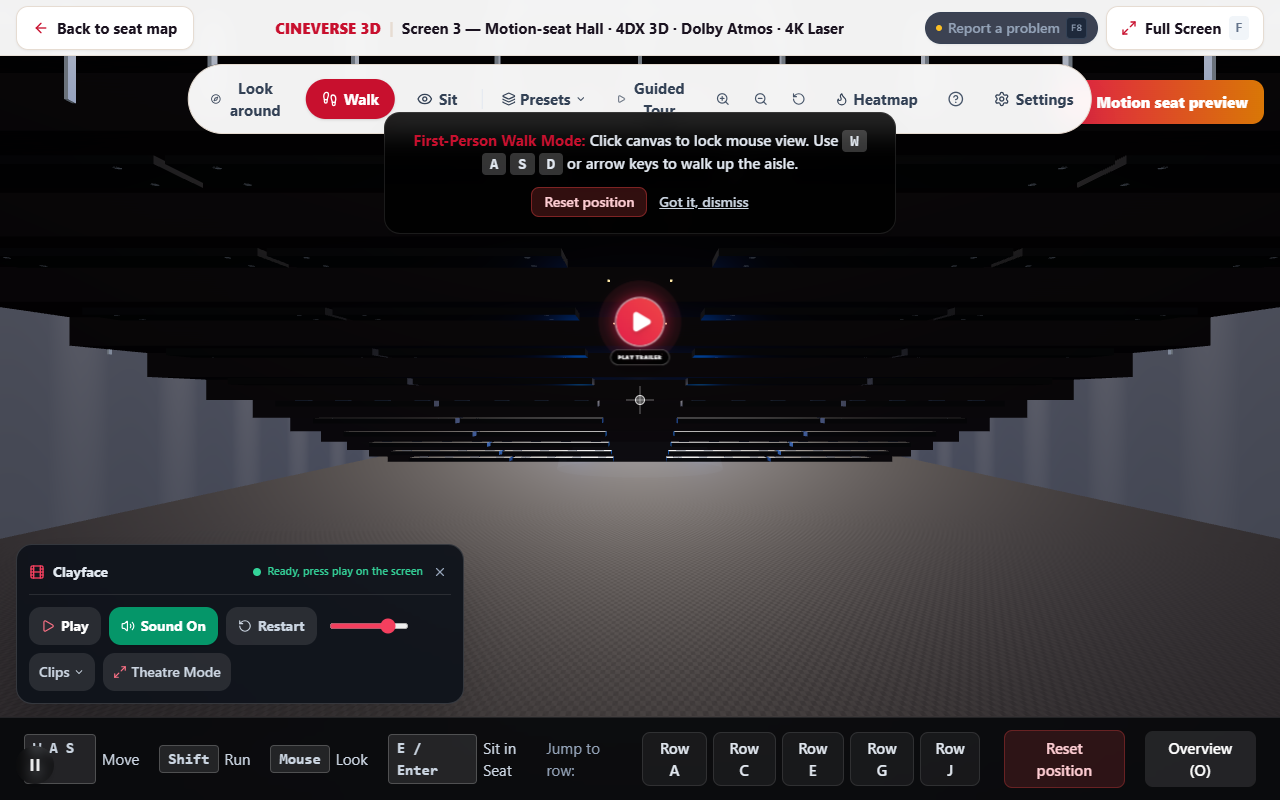 Back to seat map
CINEVERSE 3D
Screen 3 — Motion-seat Hall · 4DX 3D · Dolby Atmos · 4K Laser
Report a problem F8
Full Screen F
Look around
Walk
Sit
Presets
Guided Tour
Heatmap
Settings
Motion seat preview
First-Person Walk Mode: Click canvas to lock mouse view. Use W
A S D or arrow keys to walk up the aisle.
Reset position
Got it, dismiss
PLAY TRAILER
Clayface
Ready, press play on the screen
Play
Sound On
Restart
Clips
Theatre Mode
A S
Move
Shift Run
Mouse Look
E / Enter
Sit in Seat
Jump to row:
Row A
Row C
Row E
Row G
Row J
Reset position
Overview (O)